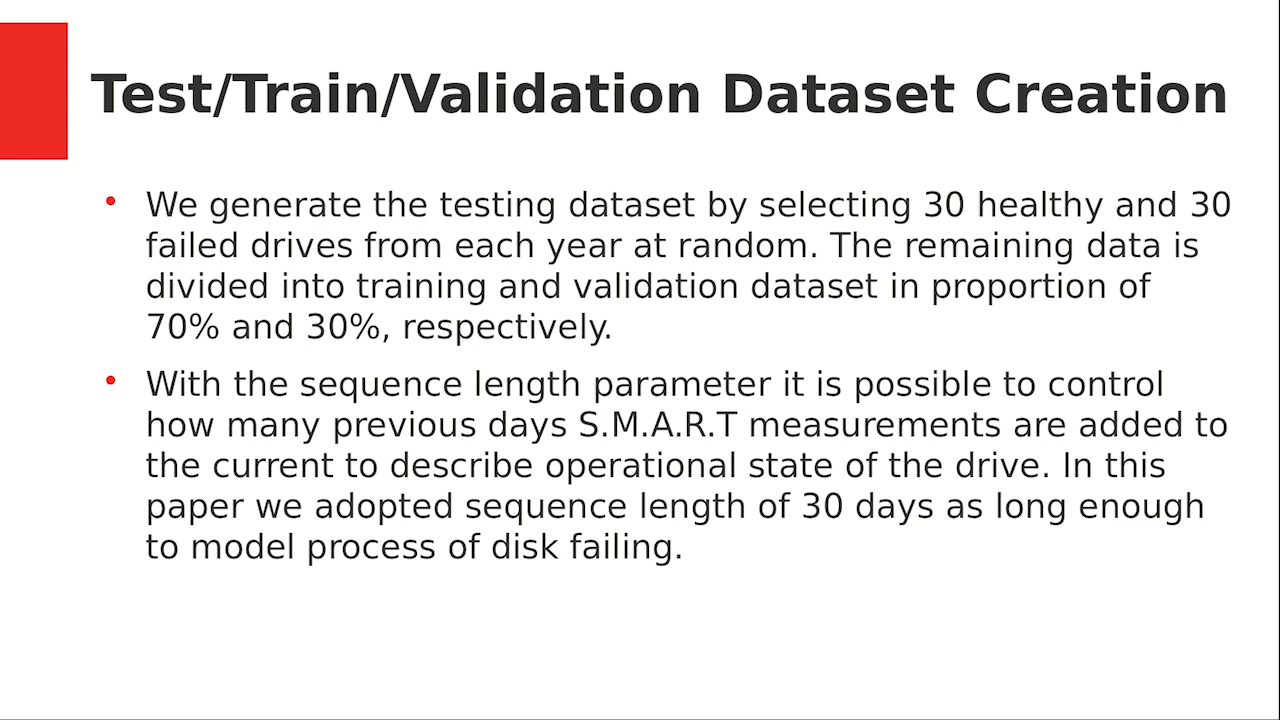 Test/Train/Validation Dataset Creation
• We generate the testing dataset by selecting 30 healthy and 30
failed drives from each year at random. The remaining data is
divided into training and validation dataset in proportion of
70% and 30%, respectively.
• With the sequence length parameter it is possible to control
how many previous days S.M.A.R.T measurements are added to
the current to describe operational state of the drive. In this
paper we adopted sequence length of 30 days as long enough
to model process of disk failing.